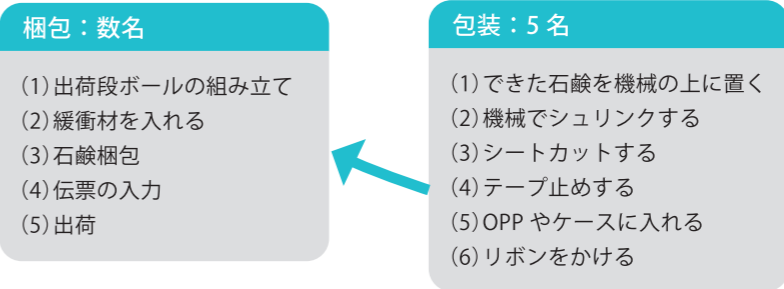 梱包：数名
(1)出荷段ボールの組み立て
(2)緩衝材を入れる
(3)石鹸梱包
(4)伝票の入力
(5)出荷
包装：5 名
(1)できた石鹸を機械の上に置く
(2)機械でシュリンクする
(3)シートカットする
(4)テープ止めする
(5)OPP やケースに入れる
(6)リボンをかける